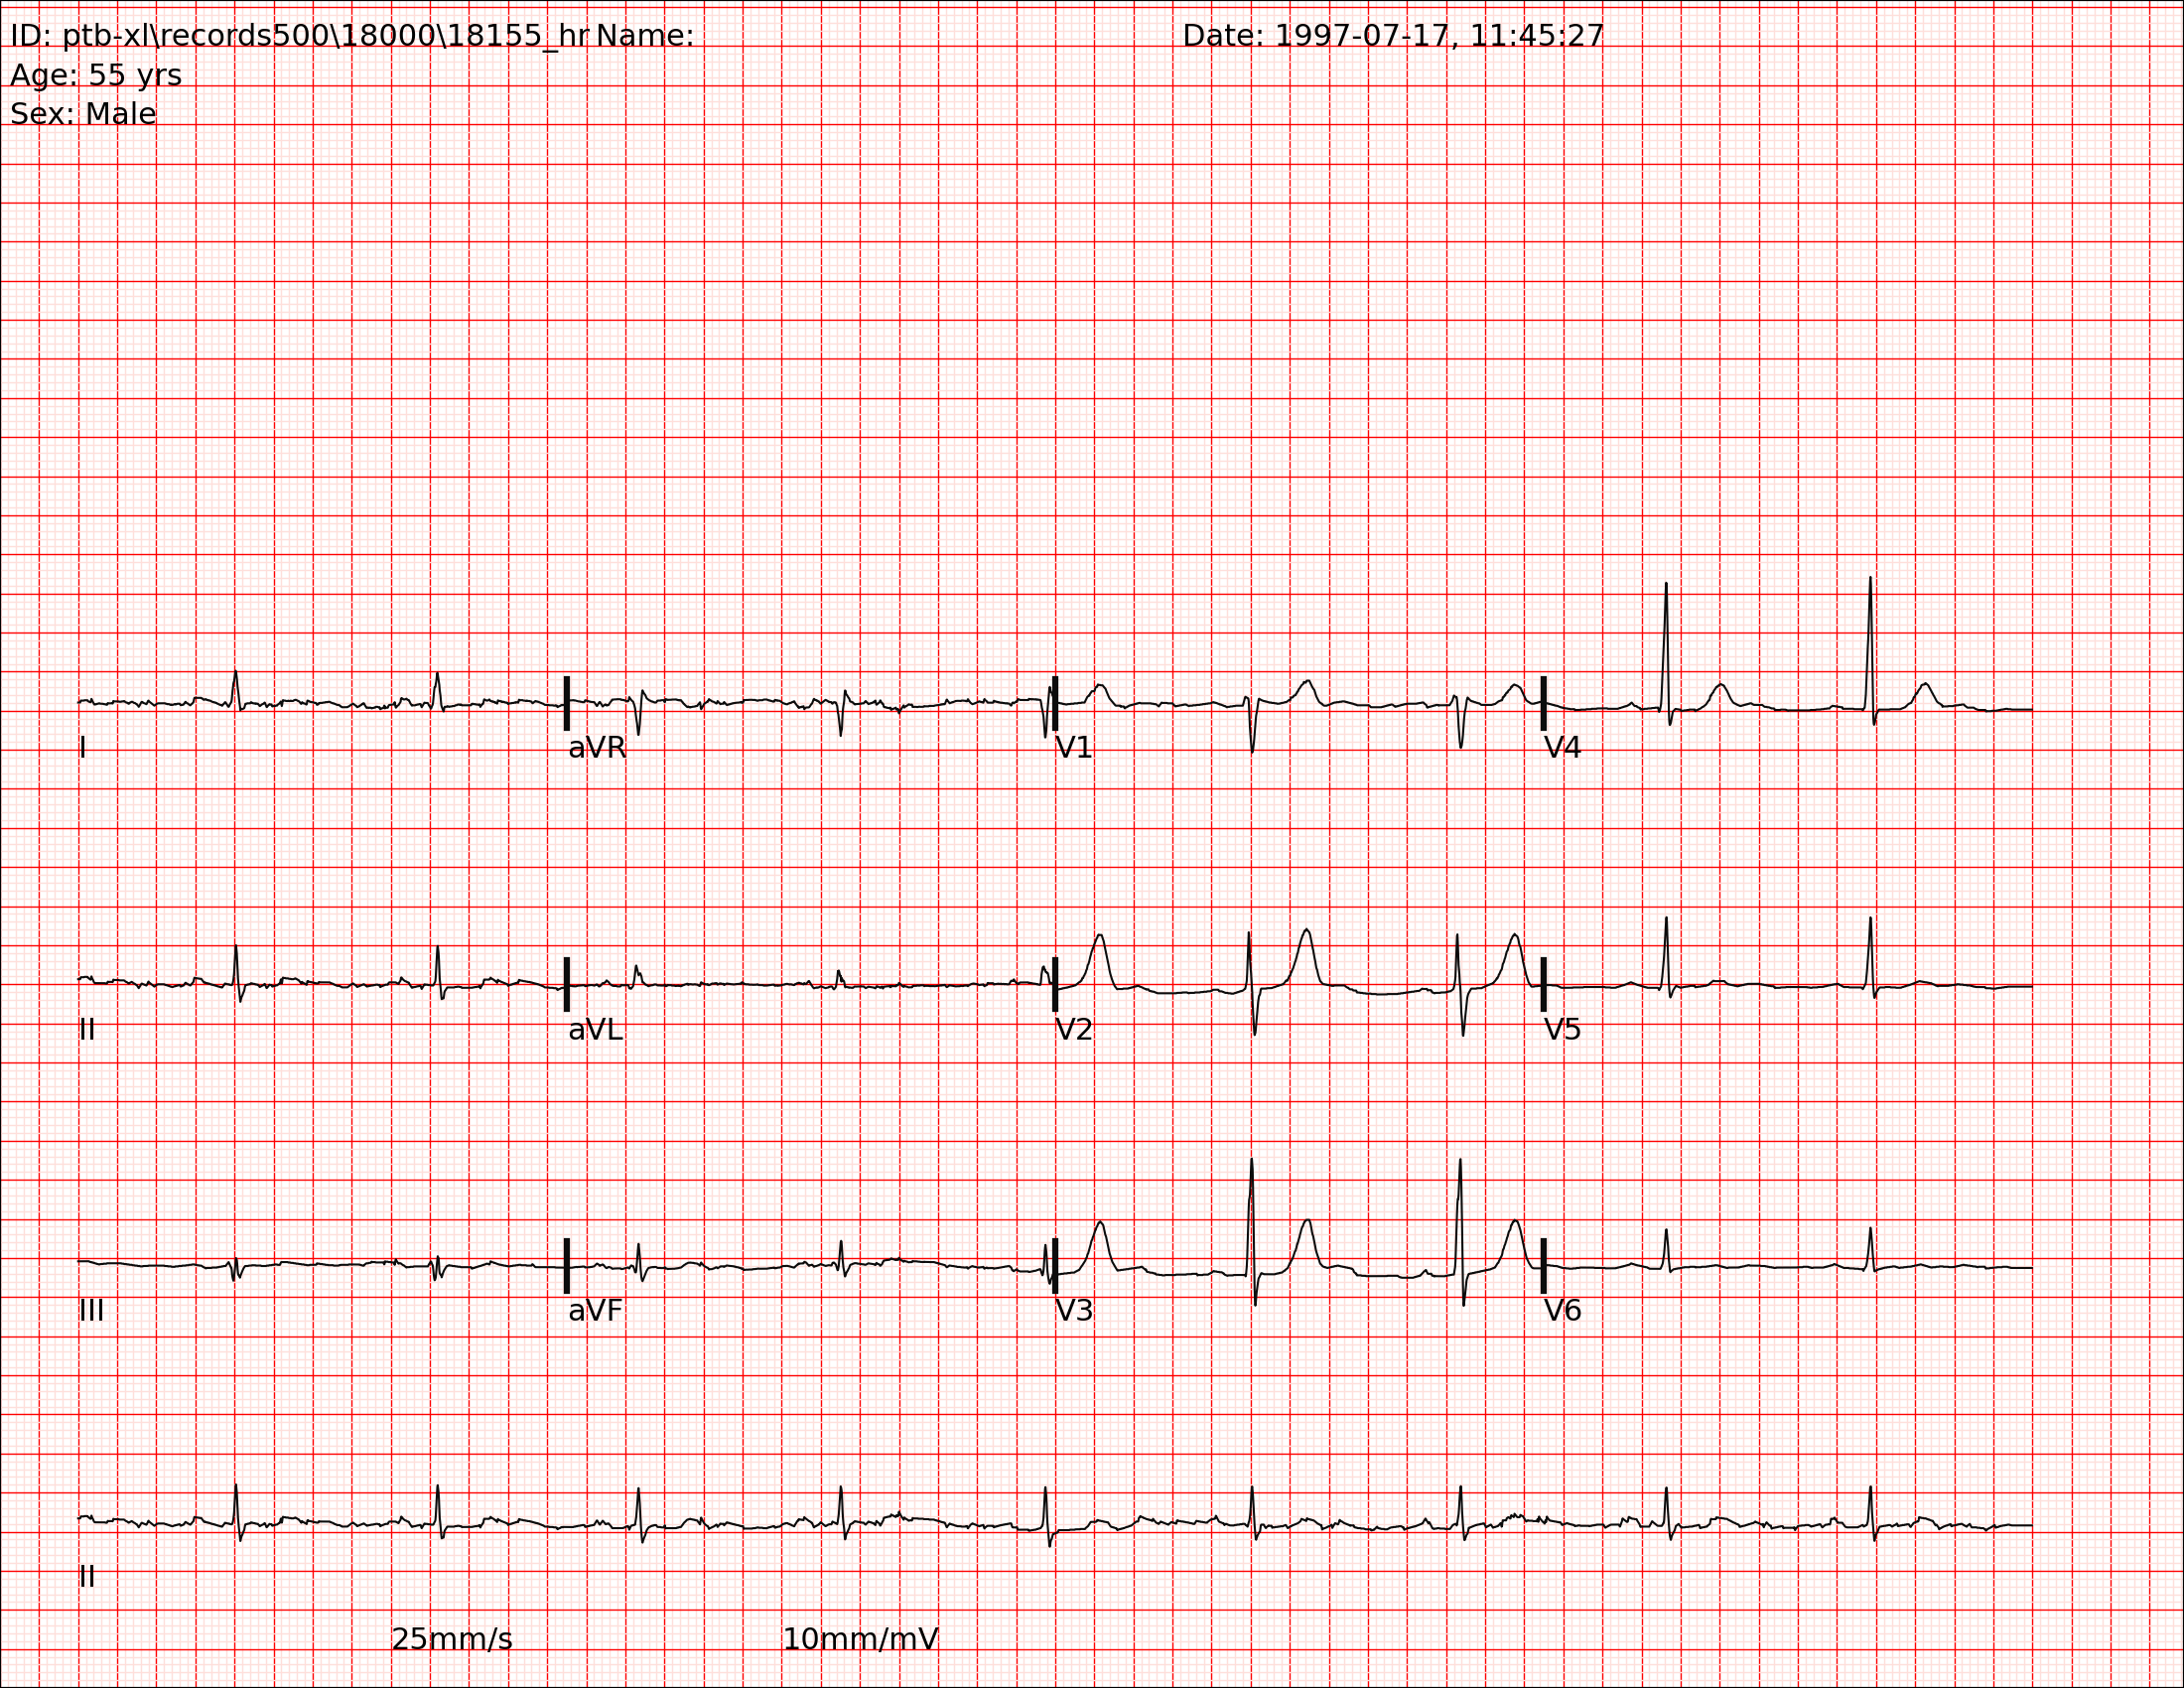 ID: ptb-xl\records500\18000\18155_hr Name: Date: 1997-07-17, 11:45:27
Age: 55 yrs
Sex: Male
I aVR V1 V4
II aVL V2 V5
III aVF V3 V6
II
25mm/s 10mm/mV